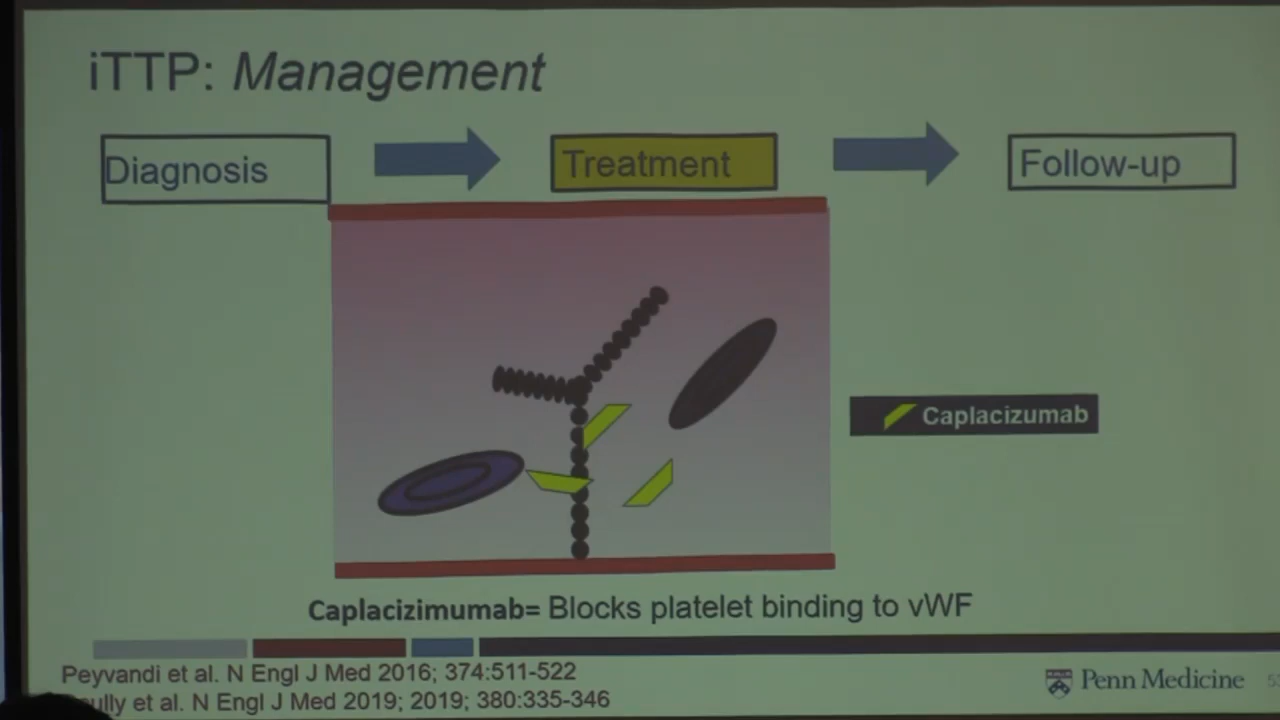 iTTP: Management
Diagnosis
Treatment
Follow-up
Caplacizumab
Caplacizimumab= Blocks platelet binding to vWF
Peyvandi et al. N Engl J Med 2016; 374:511-522
et al. N Engl J Med 2019; 2019; 380:335-346
Penn Medicine